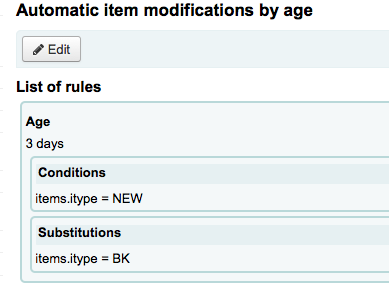 Automatic item modifications by age
Edit
List of rules
Age
3 days
Conditions
items.itype = NEW
Substitutions
items.itype = BK